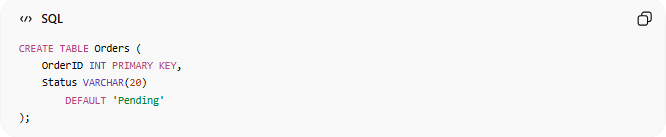 </> SQL
CREATE TABLE Orders (
    OrderID INT PRIMARY KEY,
    Status VARCHAR(20)
        DEFAULT 'Pending'
);